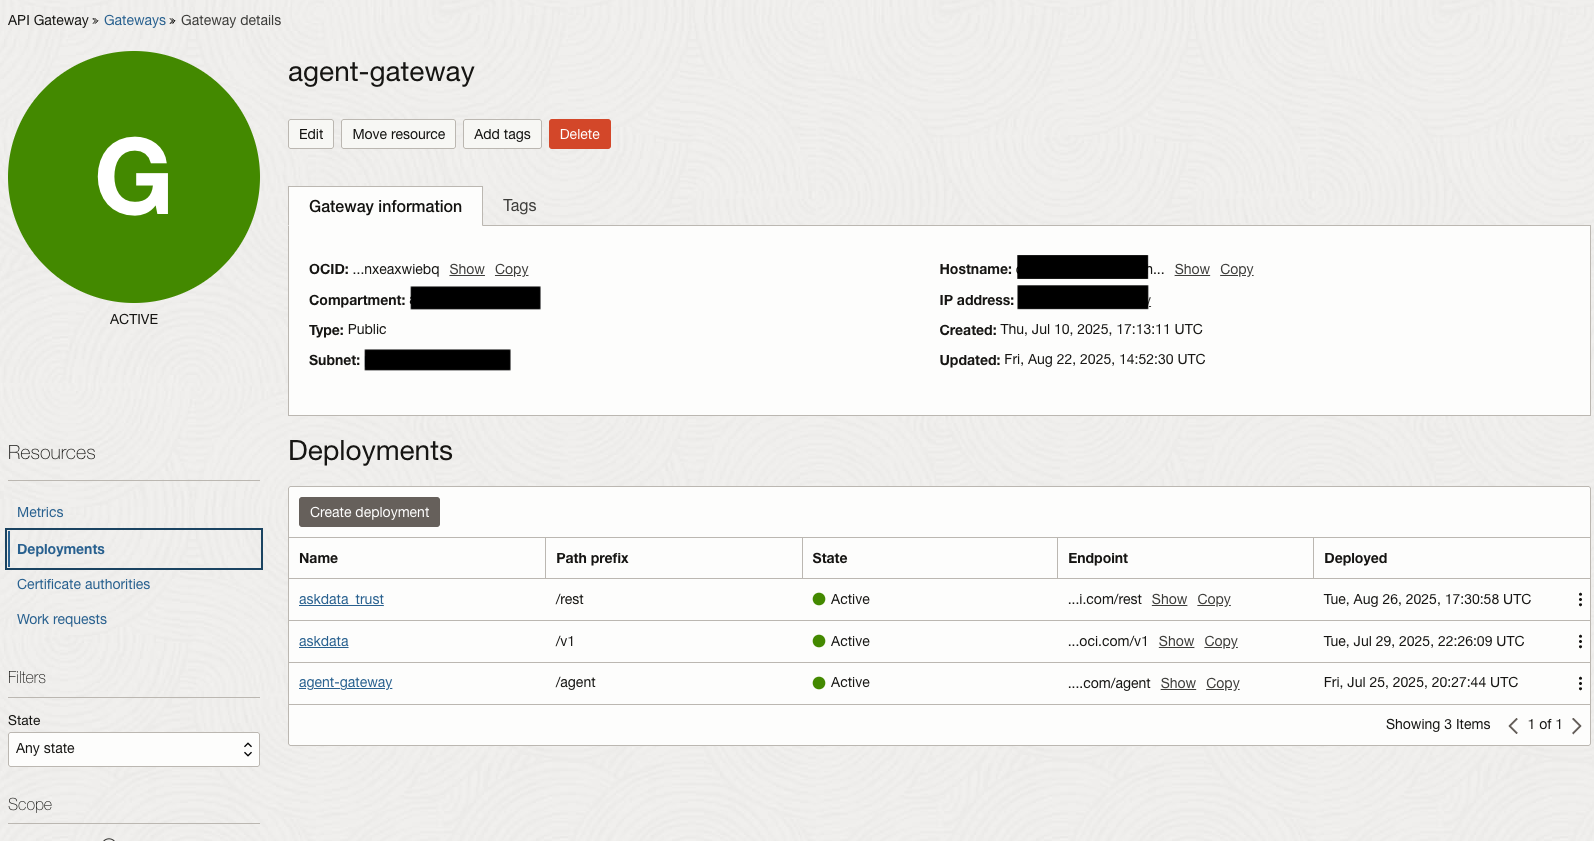 API Gateway » Gateways » Gateway details
G
ACTIVE
agent-gateway
Edit Move resource Add tags Delete
Gateway information Tags
OCID: ...nxeaxwiebq Show Copy
Compartment:
Type: Public
Subnet:
Hostname: ... Show Copy
IP address:
Created: Thu, Jul 10, 2025, 17:13:11 UTC
Updated: Fri, Aug 22, 2025, 14:52:30 UTC
Resources
Metrics
Deployments
Certificate authorities
Work requests
Filters
State
Any state
Scope
Deployments
Create deployment
Name Path prefix State Endpoint Deployed
askdata_trust /rest Active ...i.com/rest Show Copy Tue, Aug 26, 2025, 17:30:58 UTC
askdata /v1 Active ...oci.com/v1 Show Copy Tue, Jul 29, 2025, 22:26:09 UTC
agent-gateway /agent Active ....com/agent Show Copy Fri, Jul 25, 2025, 20:27:44 UTC
Showing 3 Items 1 of 1